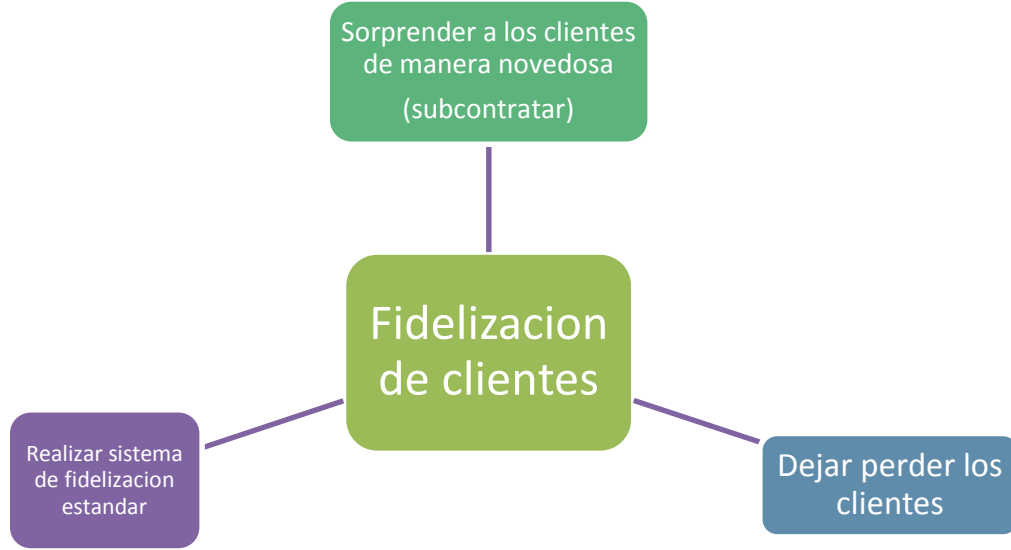 Sorprender a los clientes
de manera novedosa
(subcontratar)
Fidelizacion
de clientes
Realizar sistema
de fidelizacion
estandar
Dejar perder los
clientes